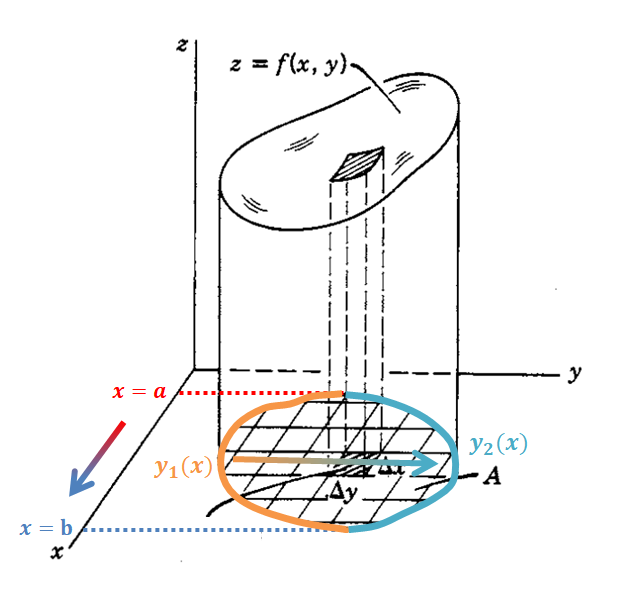 z
z = f(x, y)
y
x = a
y₁(x)
y₂(x)
Δx
A
Δy
x = b
x